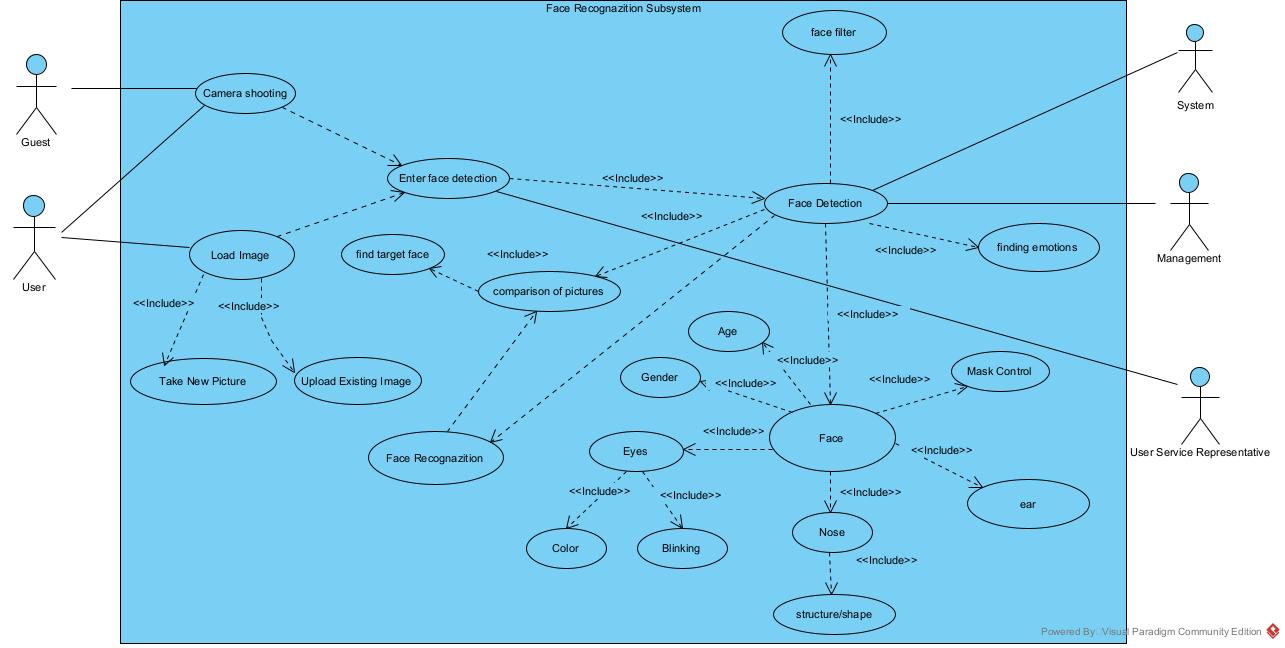 Face Recognazition Subsystem
face filter
System
Guest
Camera shooting
<<Include>>
Enter face detection
<<Include>>
Face Detection
<<Include>>
Management
User
Load Image
find target face
<<Include>>
<<Include>>
finding emotions
comparison of pictures
<<Include>>
<<Include>>
<<Include>>
Age
<<Include>>
Take New Picture
Upload Existing Image
Gender
<<Include>>
<<Include>>
Mask Control
User Service Representative
Face Recognazition
Eyes
<<Include>>
Face
<<Include>>
<<Include>>
<<Include>>
<<Include>>
ear
Color
Blinking
Nose
<<Include>>
structure/shape
Powered By: Visual Paradigm Community Edition